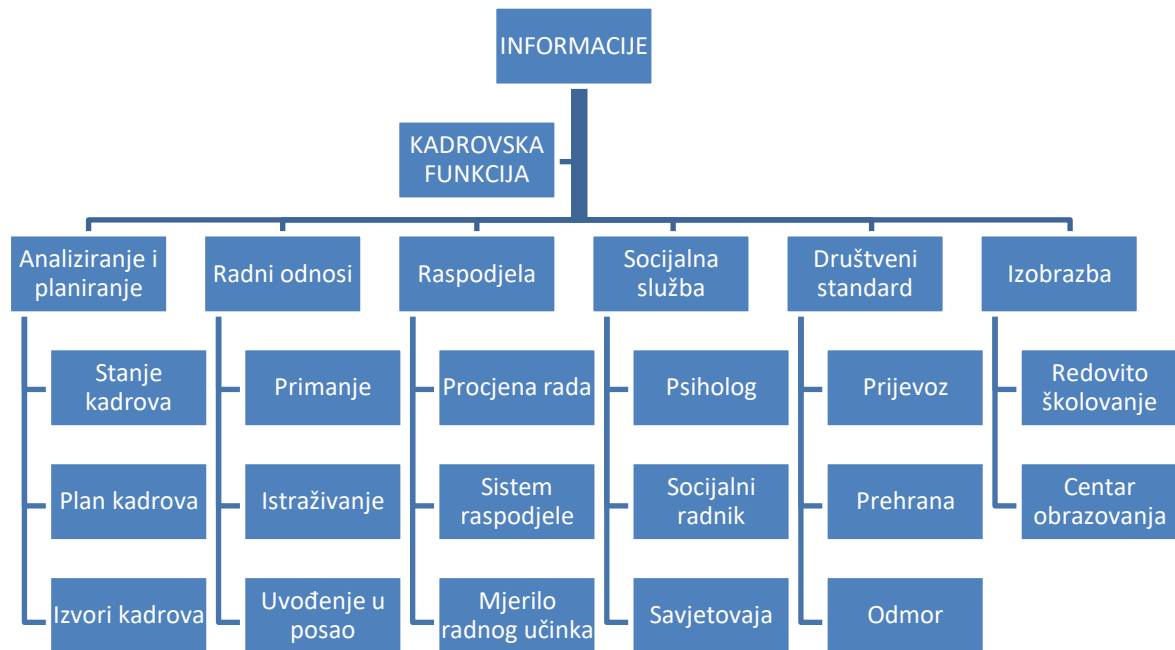 INFORMACIJE
KADROVSKA
FUNKCIJA
Analiziranje i
planiranje
Radni odnosi
Raspodjela
Socijalna
služba
Društveni
standard
Izobrazba
Stanje
kadrova
Primanje
Procjena rada
Psiholog
Prijevoz
Redovito
školovanje
Plan kadrova
Istraživanje
Sistem
raspodjele
Socijalni
radnik
Prehrana
Centar
obrazovanja
Izvori kadrova
Uvođenje u
posao
Mjerilo
radnog učinka
Savjetovaja
Odmor